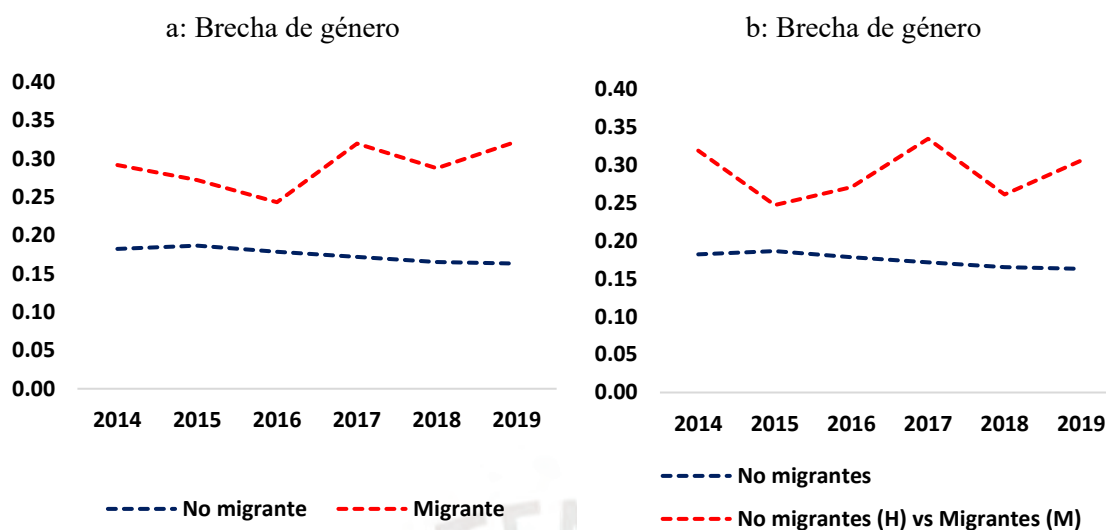 a: Brecha de género
0.40
0.35
0.30
0.25
0.20
0.15
0.10
0.05
0.00
2014 2015 2016 2017 2018 2019
No migrante Migrante
b: Brecha de género
0.40
0.35
0.30
0.25
0.20
0.15
0.10
0.05
0.00
2014 2015 2016 2017 2018 2019
No migrantes
No migrantes (H) vs Migrantes (M)